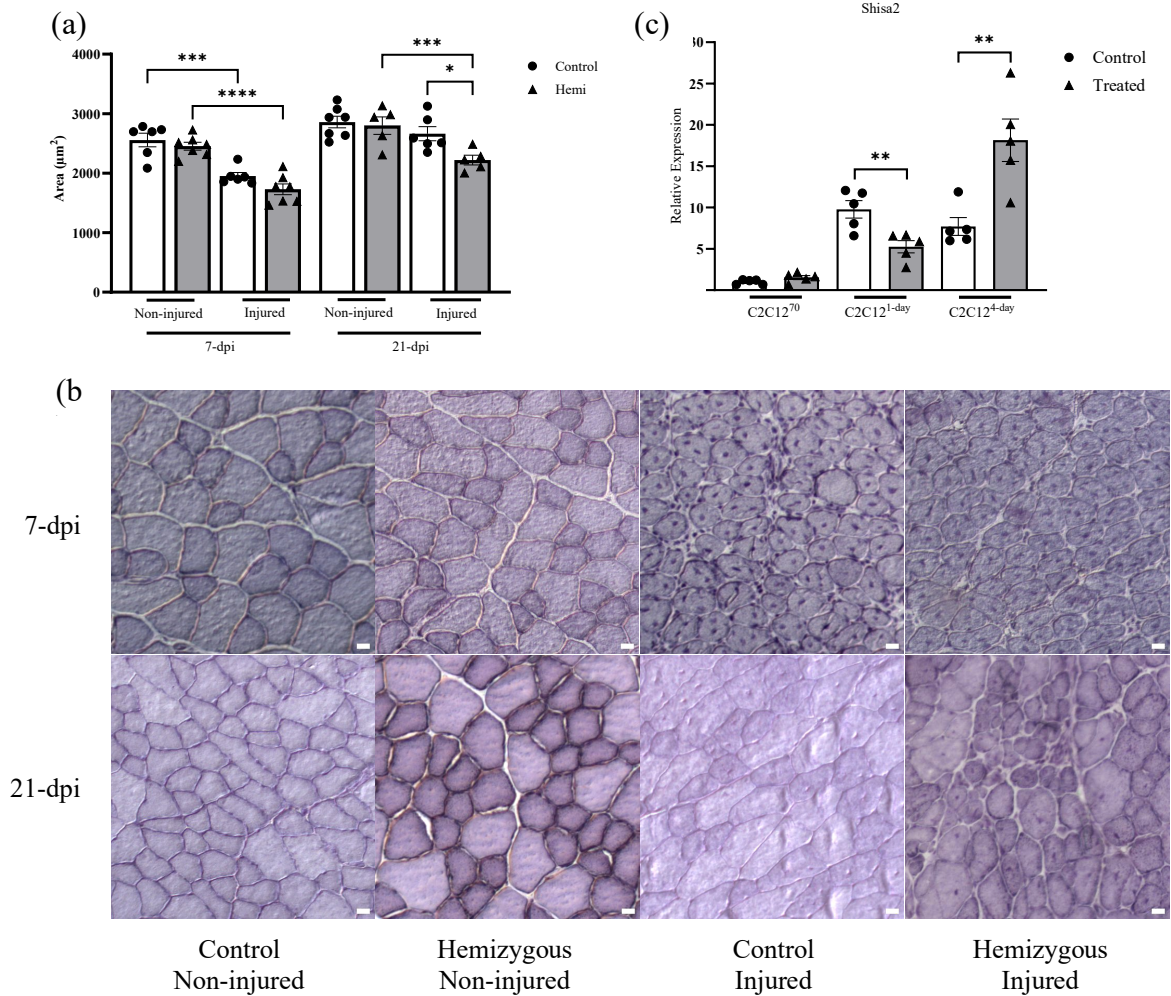 (a)
Area (µm²)
4000
3000
2000
1000
0
***
****
***
*
Control
Hemi
Non-injured
Injured
Non-injured
Injured
7-dpi
21-dpi
(c)
Shisa2
Relative Expression
30
25
20
15
10
5
**
**
Control
Treated
C2C12⁷⁰
C2C12¹⁻ᵈᵃʸ
C2C12⁴⁻ᵈᵃʸ
(b)
7-dpi
21-dpi
Control
Non-injured
Hemizygous
Non-injured
Control
Injured
Hemizygous
Injured